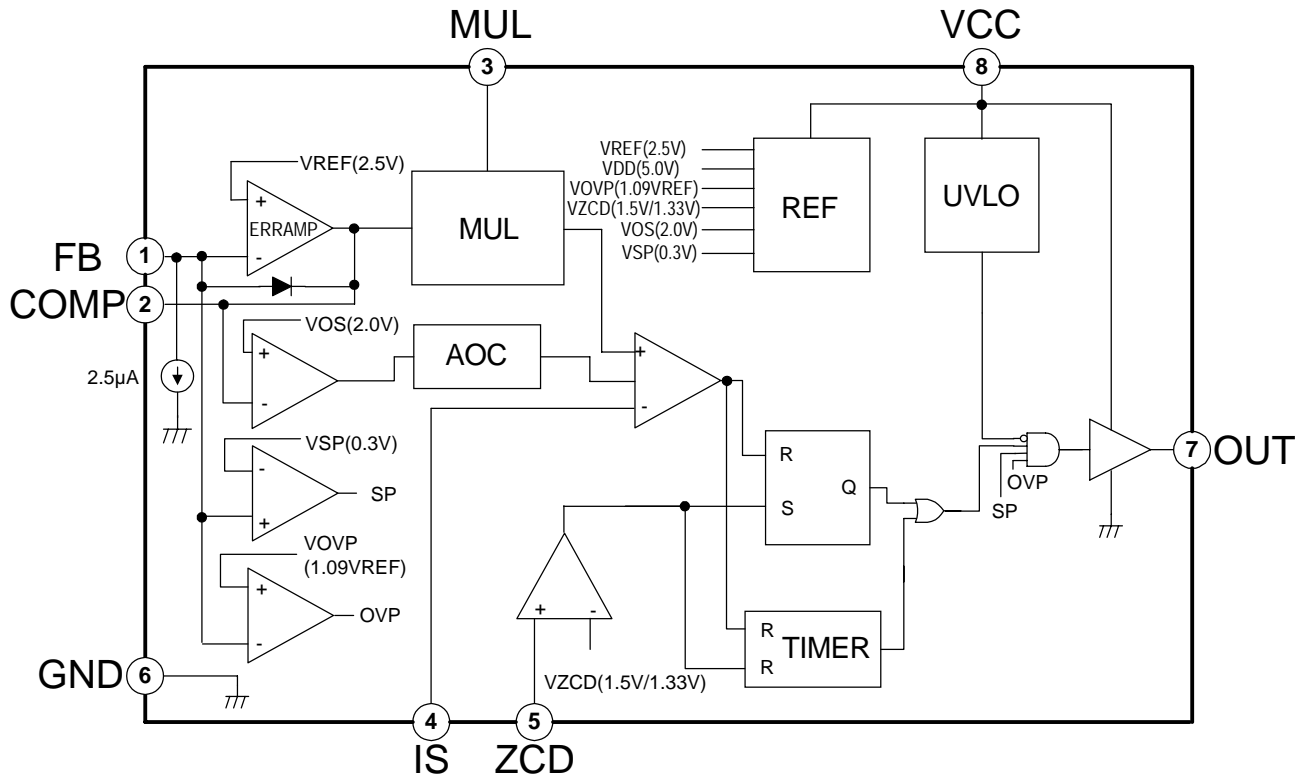 MUL
VCC
3
8
VREF(2.5V)
+
ERRAMP
-
MUL
VREF(2.5V)
VDD(5.0V)
VOVP(1.09VREF)
VZCD(1.5V/1.33V)
VOS(2.0V)
VSP(0.3V)
REF
UVLO
FB
1
COMP
2
VOS(2.0V)
+
-
AOC
+
-
2.5µA
VSP(0.3V)
-
+
SP
R
S
Q
OVP
SP
7
OUT
VOVP
(1.09VREF)
+
-
OVP
+
-
VZCD(1.5V/1.33V)
R
R
TIMER
GND
6
4
5
IS
ZCD